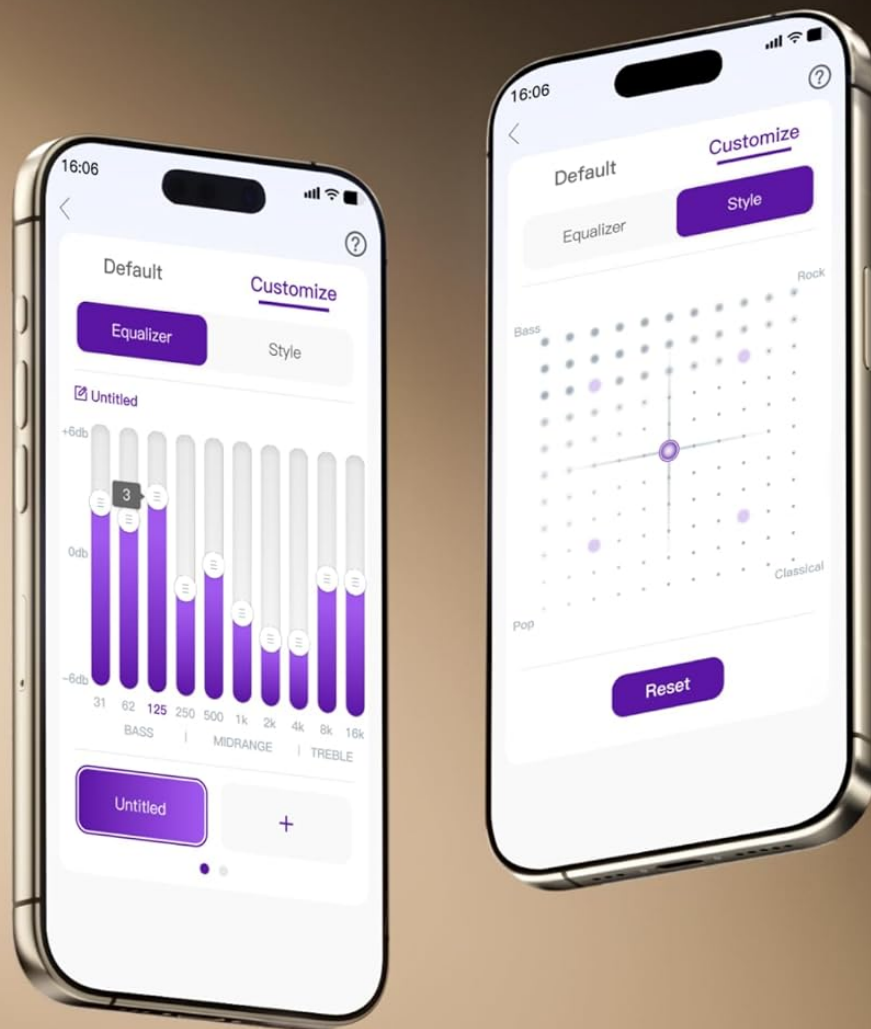 16:06
Default Customize
Equalizer Style
Untitled
+6db
3
0db
-6db
31 62 125 250 500 1k 2k 4k 8k 16k
BASS | MIDRANGE | TREBLE
Untitled +
16:06
Default Customize
Equalizer Style
Rock
Bass
Classical
Pop
Reset